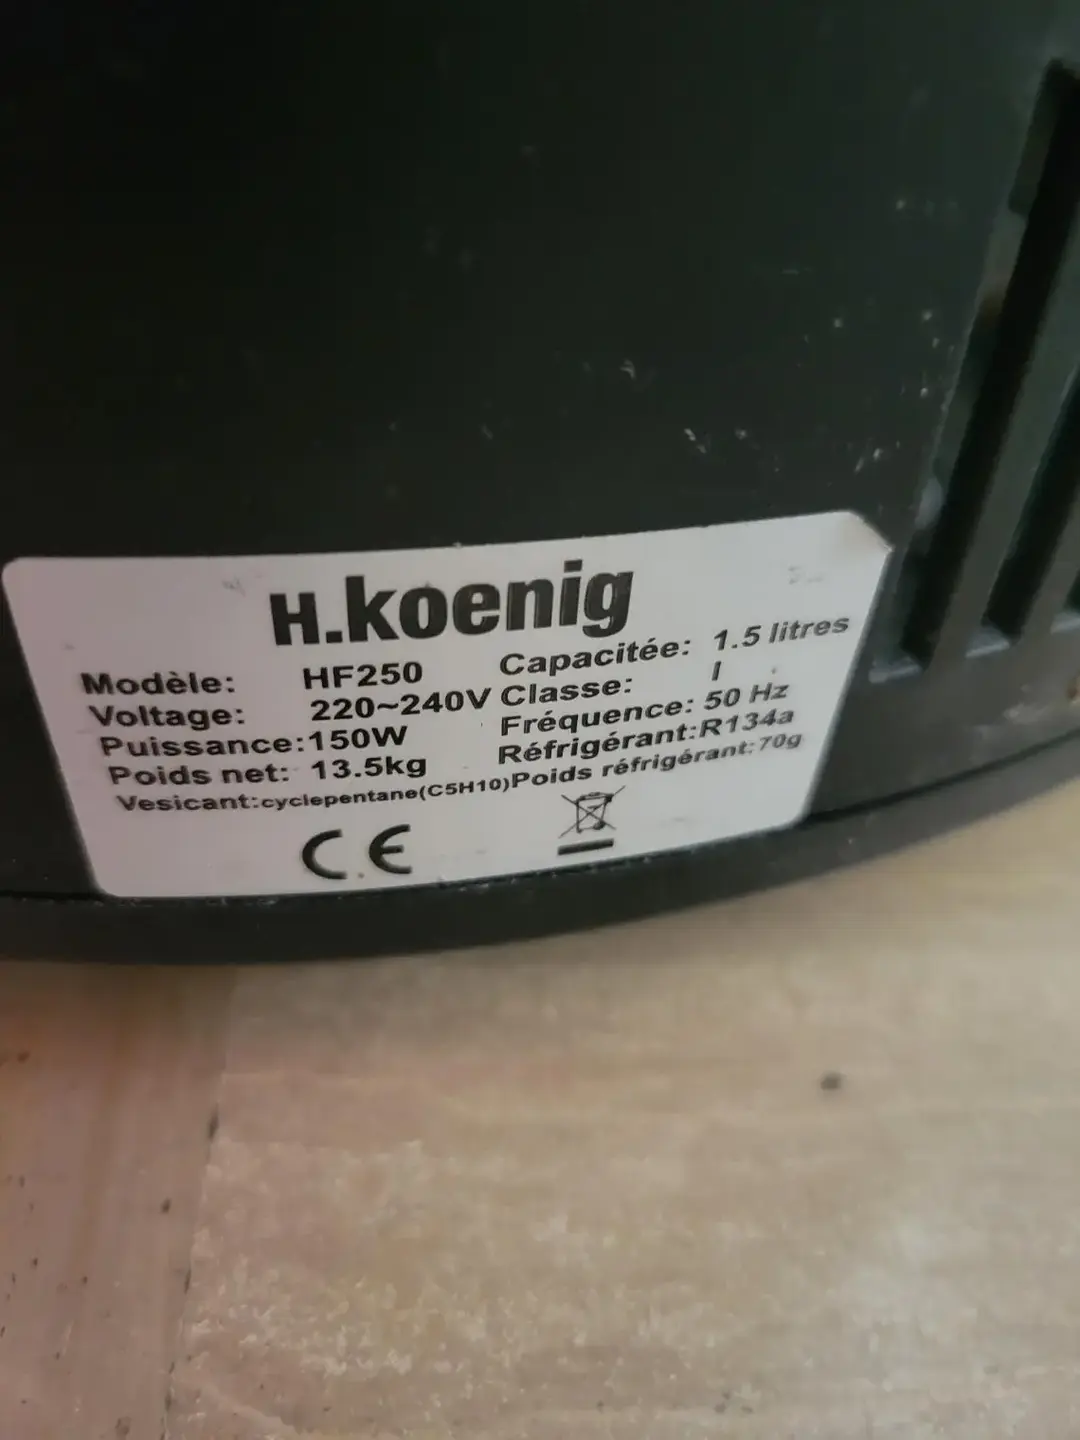 H.koenig
Modèle: HF250 Capacitée: 1.5 litres
Voltage: 220~240V Classe: I
Puissance:150W Fréquence: 50 Hz
Poids net: 13.5kg Réfrigérant:R134a
Vesicant:cyclepentane(C5H10)Poids réfrigérant:70g
CE